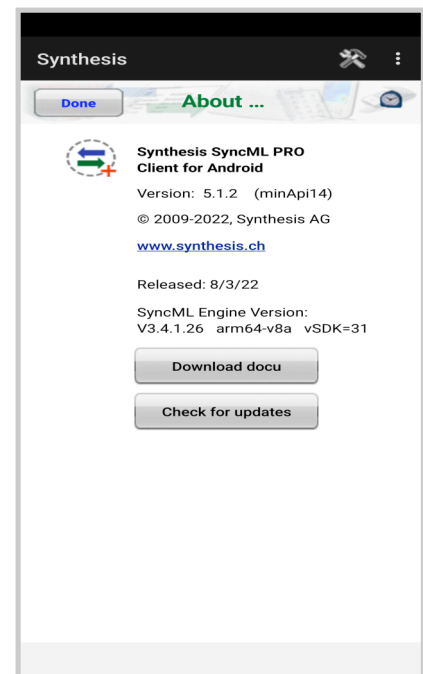 Synthesis
Done
About ...
Synthesis SyncML PRO
Client for Android
Version: 5.1.2 (minApi14)
© 2009-2022, Synthesis AG
www.synthesis.ch
Released: 8/3/22
SyncML Engine Version:
V3.4.1.26 arm64-v8a vSDK=31
Download docu
Check for updates